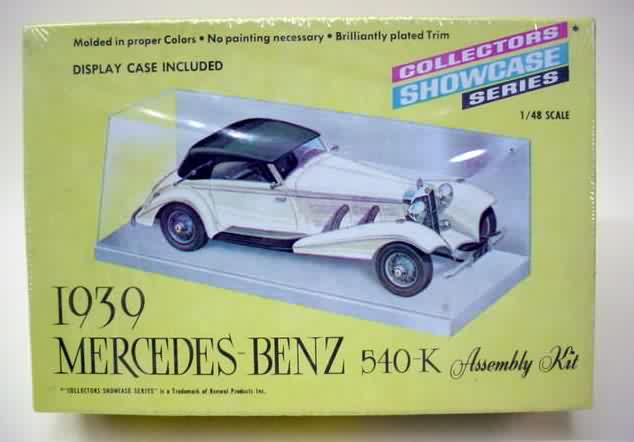 Molded in proper Colors • No painting necessary • Brilliantly plated Trim
DISPLAY CASE INCLUDED
COLLECTORS
SHOWCASE
SERIES
1/48 SCALE
1939
MERCEDES-BENZ 540-K Assembly Kit
"COLLECTORS SHOWCASE SERIES" is a Trademark of Renwal Products Inc.